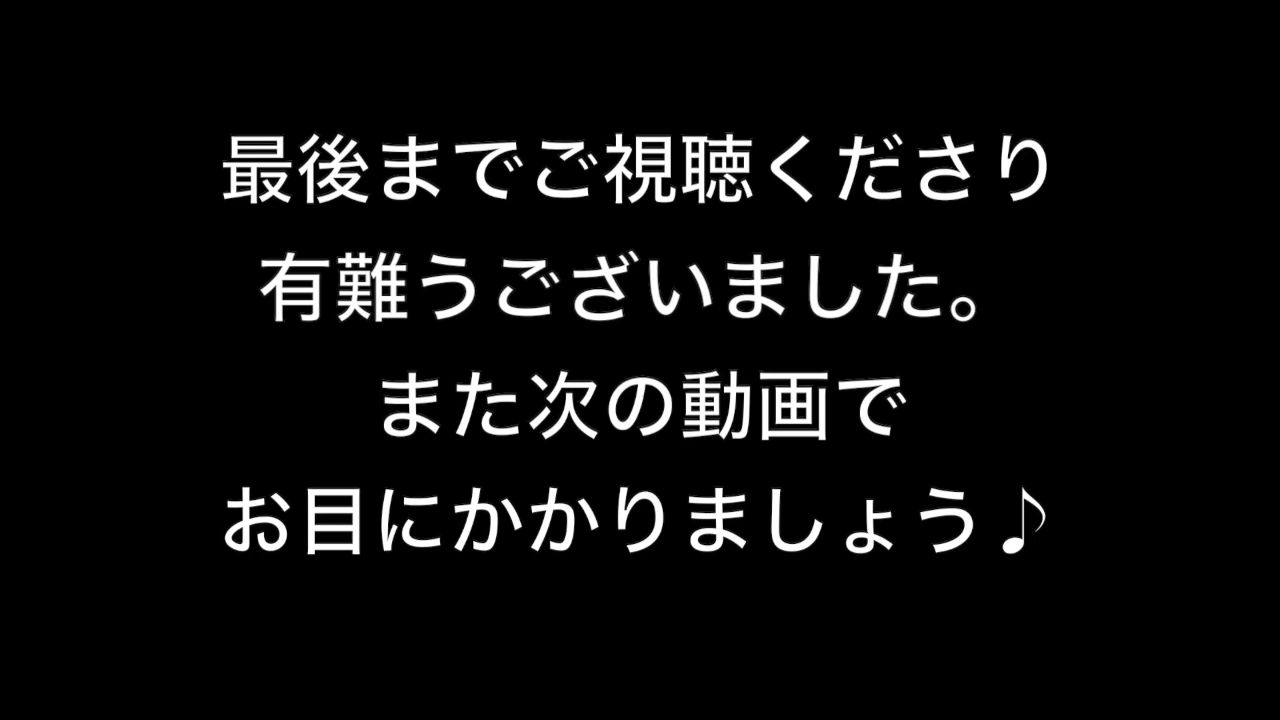 最後までご視聴くださり
有難うございました。
また次の動画で
お目にかかりましょう♪